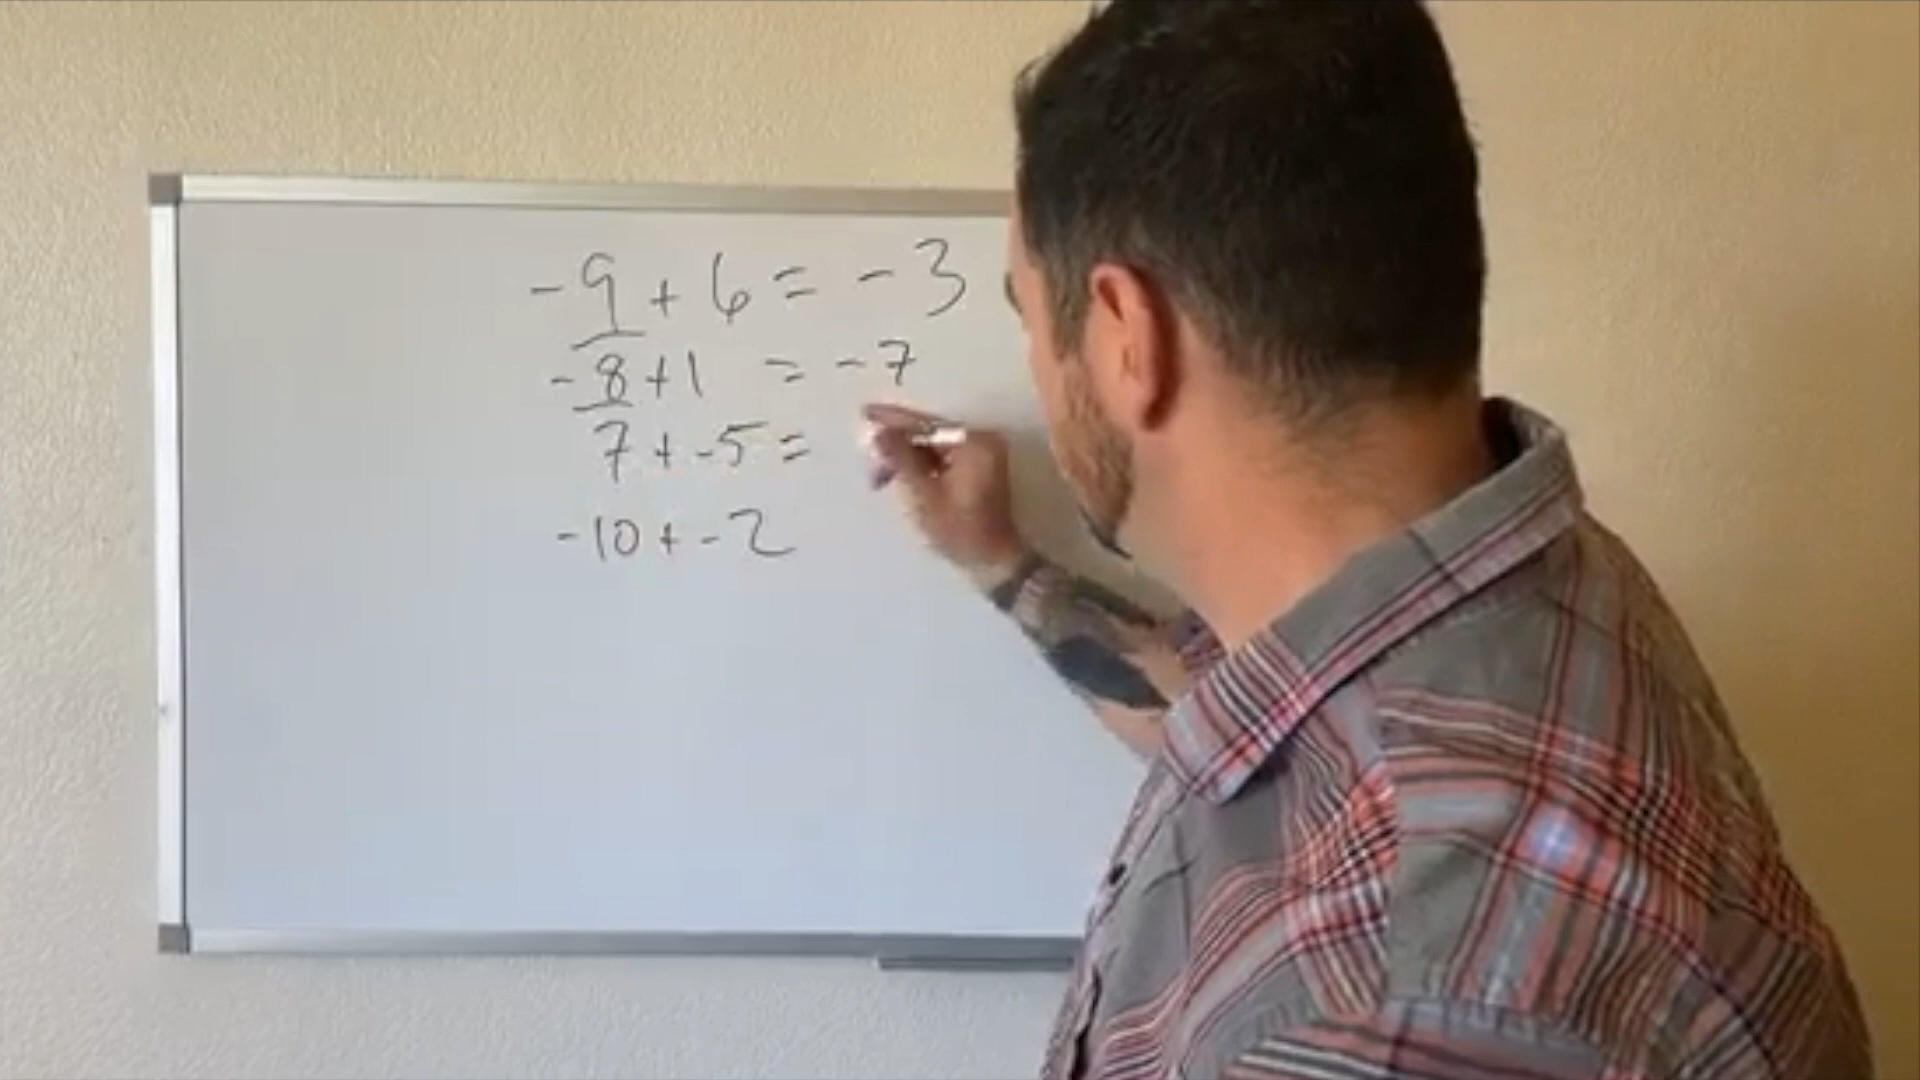 -9 + 6 = -3
-8 + 1 = -7
7 + -5 =
-10 + -2